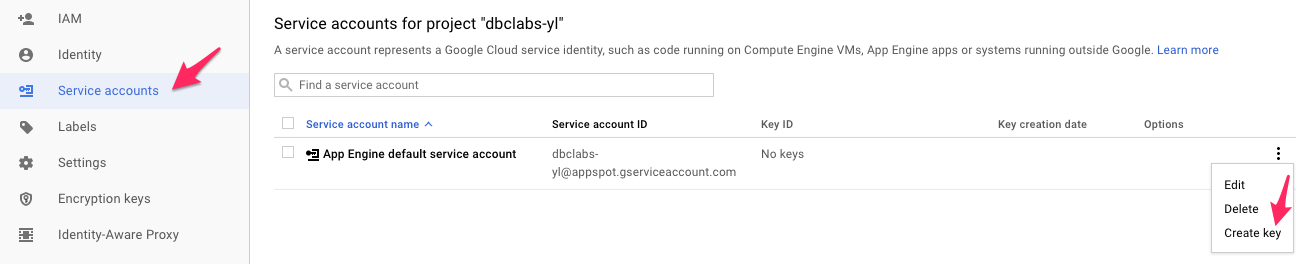 IAM
Identity
Service accounts
Labels
Settings
Encryption keys
Identity-Aware Proxy
Service accounts for project "dbclabs-yl"
A service account represents a Google Cloud service identity, such as code running on Compute Engine VMs, App Engine apps or systems running outside Google. Learn more
Find a service account
Service account name Service account ID Key ID Key creation date Options
App Engine default service account dbclabs- No keys
yl@appspot.gserviceaccount.com
Edit
Delete
Create key